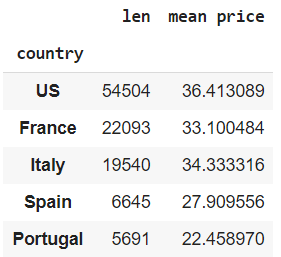 len mean price
country
US 54504 36.413089
France 22093 33.100484
Italy 19540 34.333316
Spain 6645 27.909556
Portugal 5691 22.458970